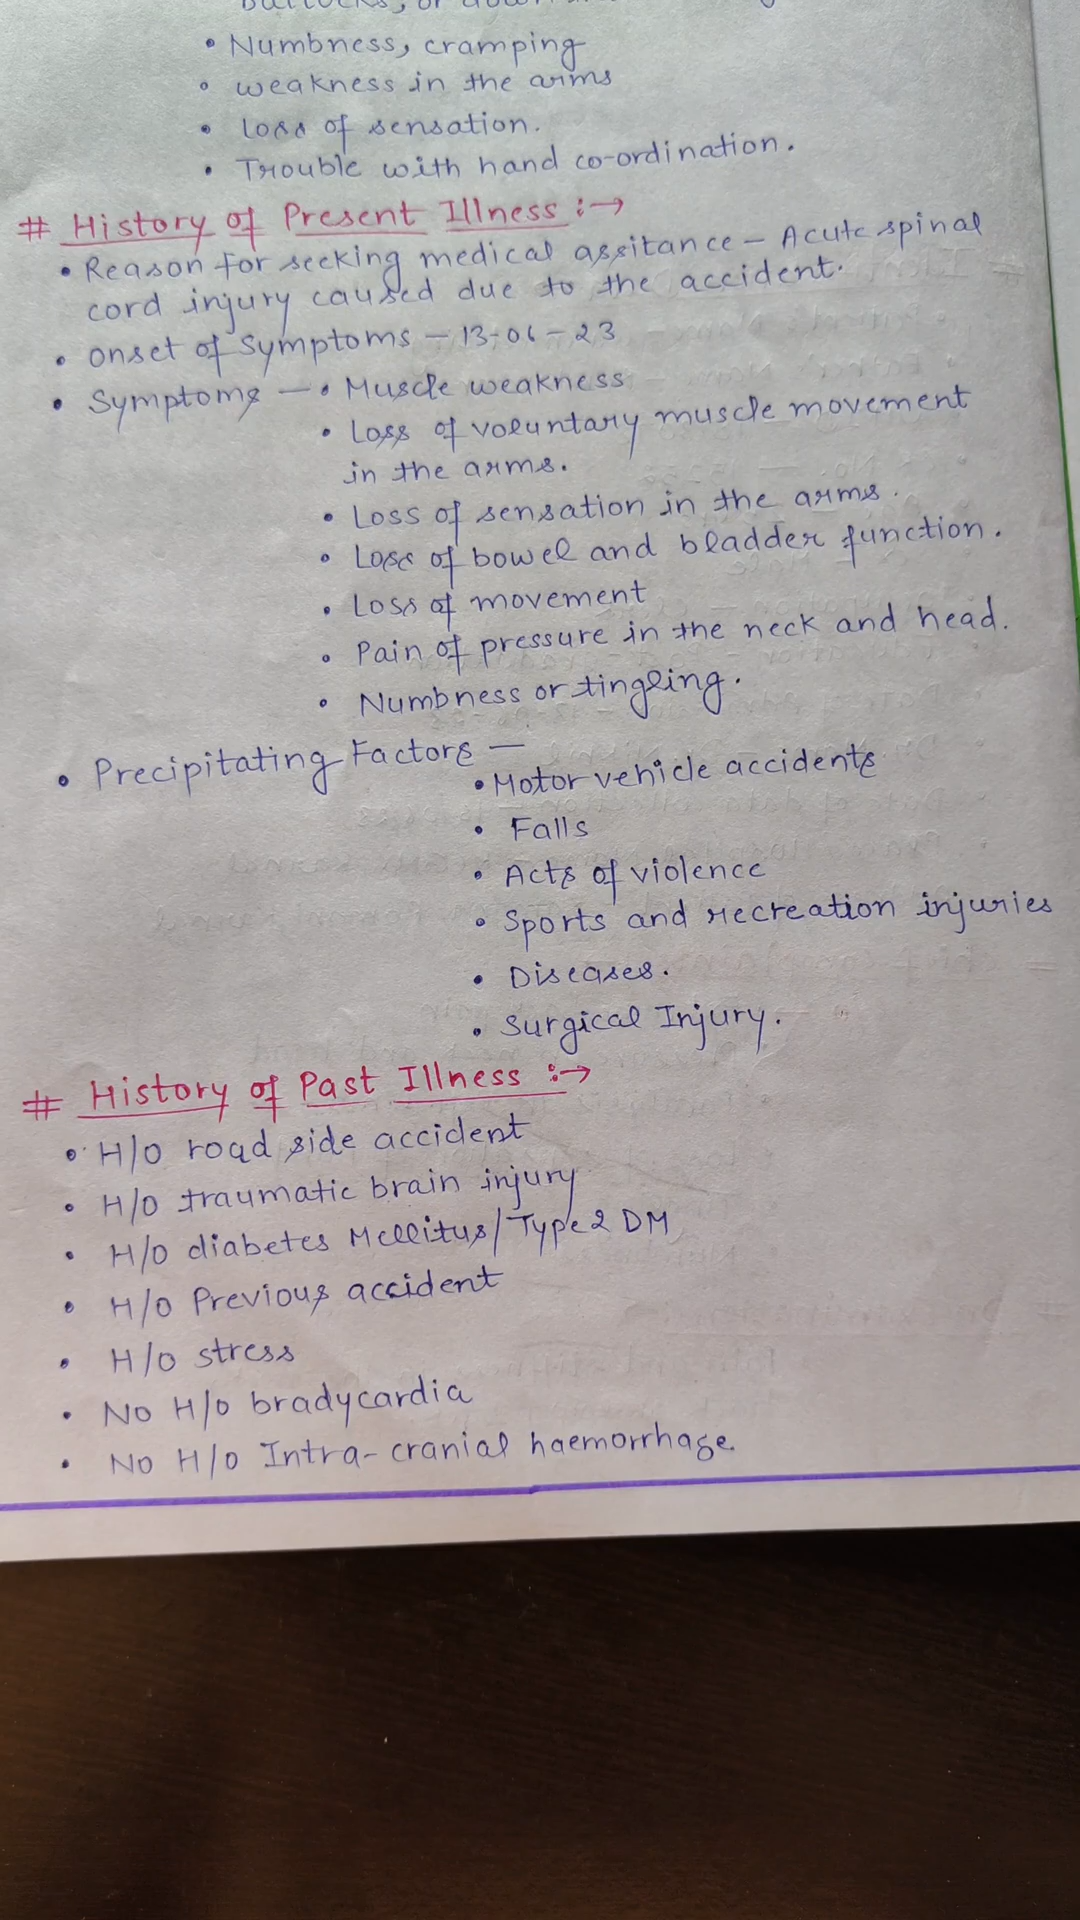 buttocks, or down
• Numbness, cramping
• weakness in the arms
• Loss of sensation.
• Trouble with hand co-ordination.
# History of Present Illness :→
• Reason for seeking medical assitance - Acute spinal
cord injury caused due to the accident.
• onset of symptoms - 13-06-23
• Symptoms - • Muscle weakness
• Loss of voluntary muscle movement
in the arms.
• Loss of sensation in the arms.
• Loss of bowel and bladder function.
• Loss of movement
• Pain of pressure in the neck and head.
• Numbness or tingling.
• Precipitating Factors -
• Motor vehicle accidents
• Falls
• Acts of violence
• Sports and recreation injuries
• Diseases.
• Surgical Injury.
# History of Past Illness :→
• H/O road side accident
• H/O traumatic brain injury
• H/O diabetes Mellitus/Type 2 DM
• H/O Previous accident
• H/O stress
• No H/O bradycardia
• No H/O Intra-cranial haemorrhage.